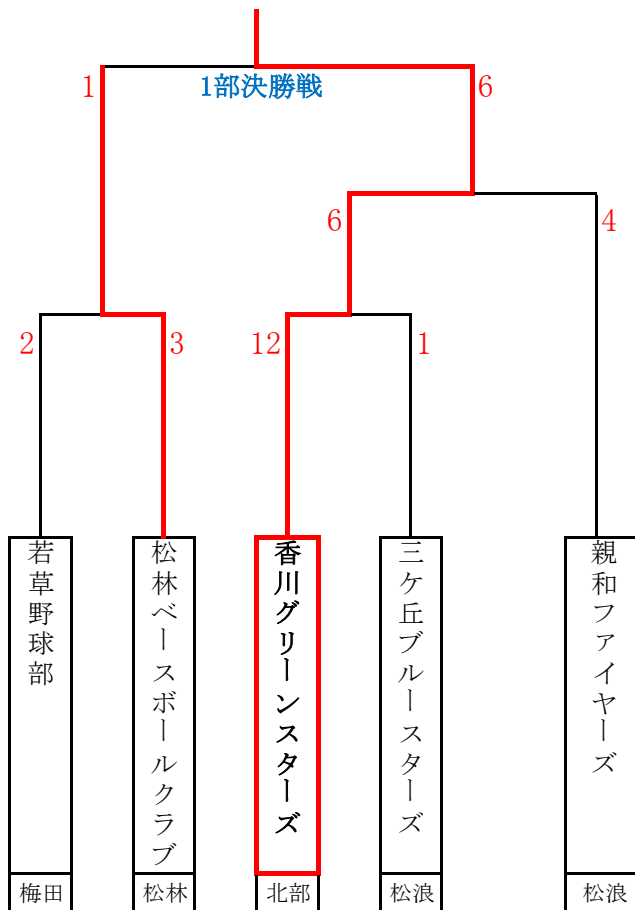 1
1部決勝戦
6
6
4
2
3
12
1
若草野球部
松林ベースボールクラブ
香川グリーンスターズ
三ケ丘ブルースターズ
親和ファイヤーズ
梅田
松林
北部
松浪
松浪